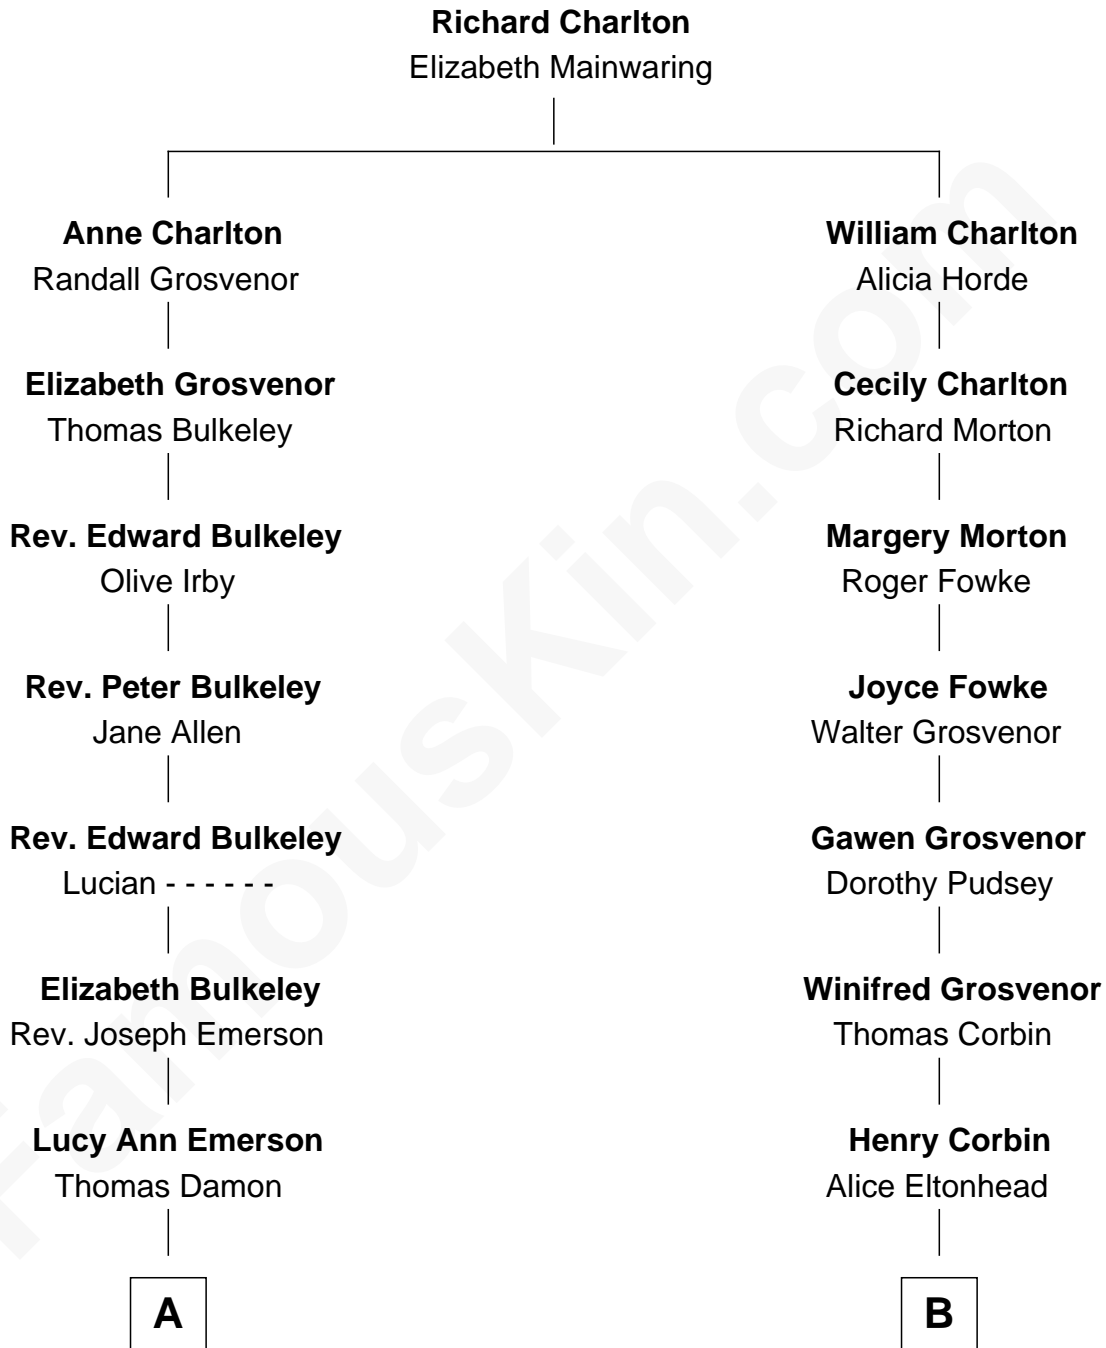 Richard Charlton
Elizabeth Mainwaring
Anne Charlton
Randall Grosvenor
William Charlton
Alicia Horde
Elizabeth Grosvenor
Thomas Bulkeley
Cecily Charlton
Richard Morton
Rev. Edward Bulkeley
Olive Irby
Margery Morton
Roger Fowke
Rev. Peter Bulkeley
Jane Allen
Joyce Fowke
Walter Grosvenor
Rev. Edward Bulkeley
Lucian - - - - - -
Gawen Grosvenor
Dorothy Pudsey
Elizabeth Bulkeley
Rev. Joseph Emerson
Winifred Grosvenor
Thomas Corbin
Lucy Ann Emerson
Thomas Damon
Henry Corbin
Alice Eltonhead
A
B
FamousKin.com